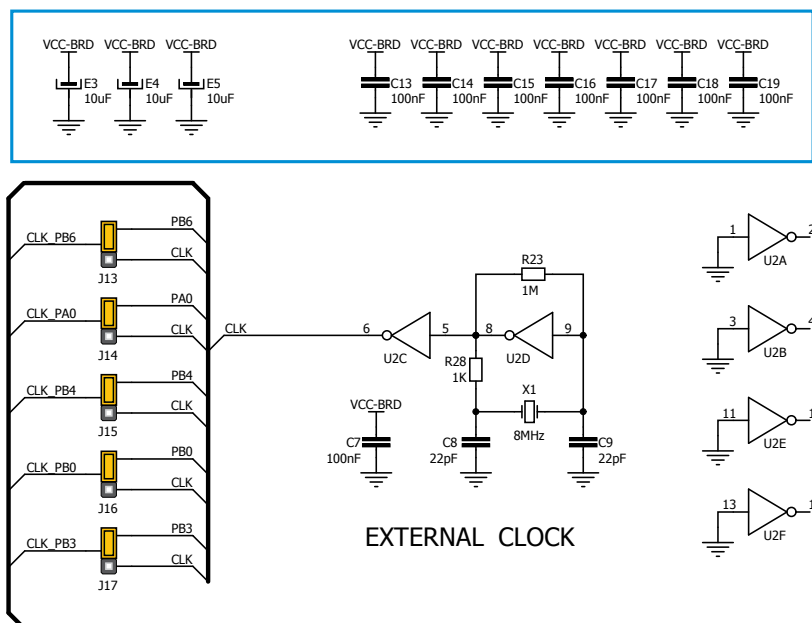 VCC-BRD VCC-BRD VCC-BRD VCC-BRD VCC-BRD VCC-BRD VCC-BRD VCC-BRD VCC-BRD VCC-BRD
E3 E4 E5 C13 C14 C15 C16 C17 C18 C19
10uF 10uF 10uF 100nF 100nF 100nF 100nF 100nF 100nF 100nF
PB6
CLK_PB6
CLK
J13
PA0
CLK_PA0
CLK
J14
PB4
CLK_PB4
CLK
J15
PB0
CLK_PB0
CLK
J16
PB3
CLK_PB3
CLK
J17
CLK
6 5
U2C
R23
1M
8 9
U2D
R28
1K
X1
8MHz
VCC-BRD
C7
100nF
C8
22pF
C9
22pF
EXTERNAL CLOCK
1 2
U2A
3 4
U2B
11 1
U2E
13 1
U2F